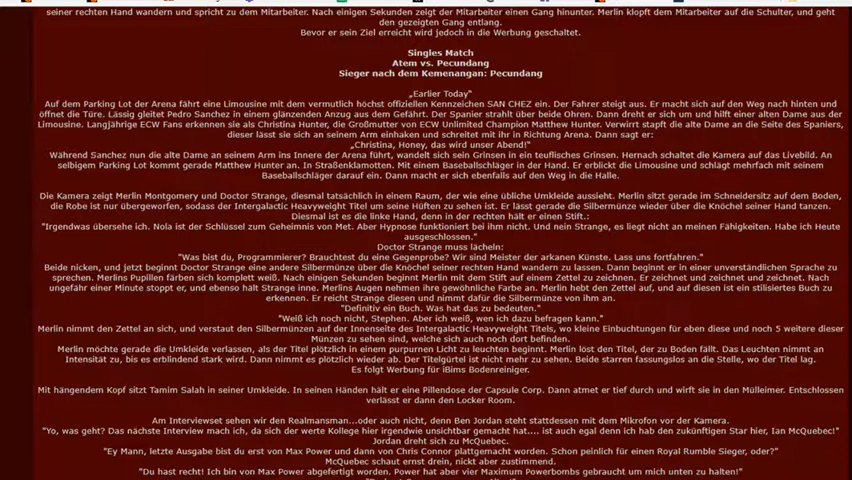 seiner rechten Hand wandern und spricht zu dem Mitarbeiter. Nach einigen Sekunden zeigt der Mitarbeiter einen Gang hinunter. Merlin klopft dem Mitarbeiter auf die Schulter, und geht
den gezeigten Gang entlang.
Bevor er sein Ziel erreicht wird jedoch in die Werbung geschaltet.
Singles Match
Atem vs. Pecundang
Sieger nach dem Kemenangan: Pecundang
„Earlier Today“
Auf dem Parking Lot der Arena fährt eine Limousine mit dem vermutlich höchst offiziellen Kennzeichen SAN CHEZ ein. Der Fahrer steigt aus. Er macht sich auf den Weg nach hinten und
öffnet die Türe. Lässig gleitet Pedro Sanchez in einem glänzenden Anzug aus dem Gefährt. Der Spanier strahlt über beide Ohren. Dann dreht er sich um und hilft einer alten Dame aus der
Limousine. Langjährige ECW Fans erkennen sie als Christina Hunter, die Großmutter von ECW Unlimited Champion Matthew Hunter. Verwirrt stapft die alte Dame an die Seite des Spaniers,
dieser lässt sie sich an seinem Arm einhaken und schreitet mit ihr in Richtung Arena. Dann sagt er:
„Christina, Honey, das wird unser Abend!“
Während Sanchez nun die alte Dame an seinem Arm ins Innere der Arena führt, wandelt sich sein Grinsen in ein teuflisches Grinsen. Hernach schaltet die Kamera auf das Livebild. An
selbigem Parking Lot kommt gerade Matthew Hunter an. In Straßenklamotten. Mit einem Baseballschläger in der Hand. Er erblickt die Limousine und schlägt mehrfach mit seinem
Baseballschläger darauf ein. Dann macht er sich ebenfalls auf den Weg in die Halle.
Die Kamera zeigt Merlin Montgomery und Doctor Strange, diesmal tatsächlich in einem Raum, der wie eine übliche Umkleide aussieht. Merlin sitzt gerade im Schneidersitz auf dem Boden,
die Robe ist nur übergeworfen, sodass der Intergalactic Heavyweight Titel um seine Hüften zu sehen ist. Er lässt gerade die Silbermünze wieder über die Knöchel seiner Hand tanzen.
Diesmal ist es die linke Hand, denn in der rechten hält er einen Stift.:
"Irgendwas übersehe ich. Nola ist der Schlüssel zum Geheimnis von Met. Aber Hypnose funktioniert bei ihm nicht. Und nein Strange, es liegt nicht an meinen Fähigkeiten. Habe ich Heute
ausgeschlossen."
Doctor Strange muss lächeln:
"Was bist du, Programmierer? Brauchtest du eine Gegenprobe? Wir sind Meister der arkanen Künste. Lass uns fortfahren."
Beide nicken, und jetzt beginnt Doctor Strange eine andere Silbermünze über die Knöchel seiner rechten Hand wandern zu lassen. Dann beginnt er in einer unverständlichen Sprache zu
sprechen. Merlins Pupillen färben sich komplett weiß. Nach einigen Sekunden beginnt Merlin mit dem Stift auf einem Zettel zu zeichnen. Er zeichnet und zeichnet und zeichnet. Nach
ungefähr einer Minute stoppt er, und ebenso hält Strange inne. Merlins Augen nehmen ihre gewöhnliche Farbe an. Merlin hebt den Zettel auf, und auf diesen ist ein stilisiertes Buch zu
erkennen. Er reicht Strange diesen und nimmt dafür die Silbermünze von ihm an.
"Definitiv ein Buch. Was hat das zu bedeuten."
"Weiß ich noch nicht, Stephen. Aber ich weiß, wen ich dazu befragen kann."
Merlin nimmt den Zettel an sich, und verstaut den Silbermünzen auf der Innenseite des Intergalactic Heavyweight Titels, wo kleine Einbuchtungen für eben diese und noch 5 weitere dieser
Münzen zu sehen sind, welche sich auch noch dort befinden.
Merlin möchte gerade die Umkleide verlassen, als der Titel plötzlich in einem purpurnen Licht zu leuchten beginnt. Merlin löst den Titel, der zu Boden fällt. Das Leuchten nimmt an
Intensität zu, bis es erblindend stark wird. Dann nimmt es plötzlich wieder ab. Der Titelgürtel ist nicht mehr zu sehen. Beide starren fassungslos an die Stelle, wo der Titel lag.
Es folgt Werbung für iBims Bodenreiniger.
Mit hängendem Kopf sitzt Tamim Salah in seiner Umkleide. In seinen Händen hält er eine Pillendose der Capsule Corp. Dann atmet er tief durch und wirft sie in den Mülleimer. Entschlossen
verlässt er dann den Locker Room.
Am Interviewset sehen wir den Realmansman...oder auch nicht, denn Ben Jordan steht stattdessen mit dem Mikrofon vor der Kamera.
"Yo, was geht? Das nächste Interview mach ich, da sich der werte Kollege hier irgendwie unsichtbar gemacht hat.... ist auch egal denn ich hab den zukünftigen Star hier, Ian McQuebec!"
Jordan dreht sich zu McQuebec.
"Ey Mann, letzte Ausgabe bist du erst von Max Power und dann von Chris Connor plattgemacht worden. Schon peinlich für einen Royal Rumble Sieger, oder?"
McQuebec schaut ernst drein, nickt aber zustimmend.
"Du hast recht! Ich bin von Max Power abgefertigt worden. Power hat aber vier Maximum Powerbombs gebraucht um mich unten zu halten!"